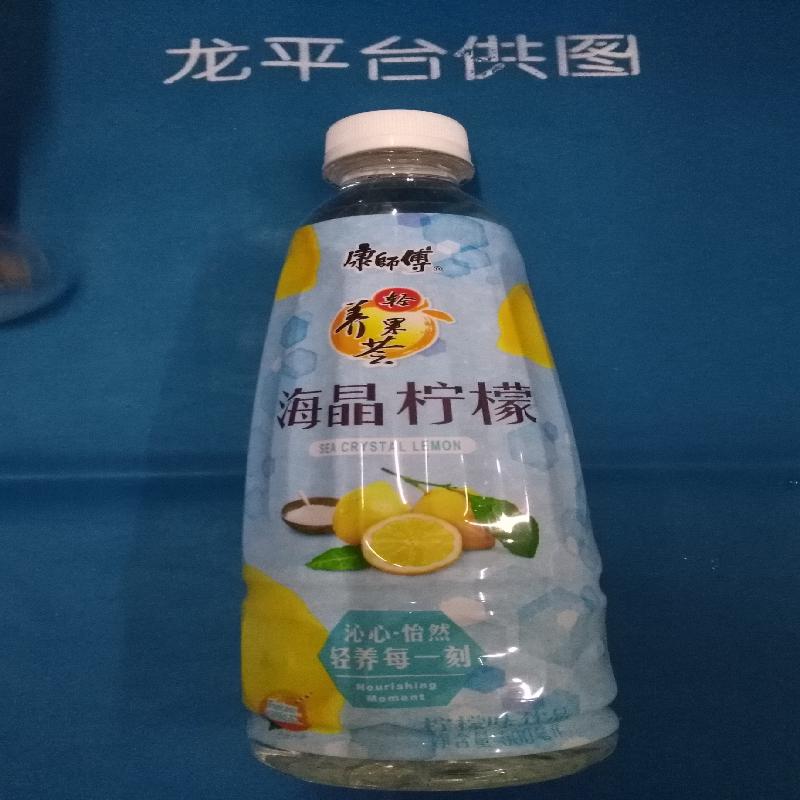 龙平台供图
康師傅
轻
养果
荟
海晶柠檬
SEA CRYSTAL LEMON
沁心·怡然
轻养每一刻
Nourishing
Moment